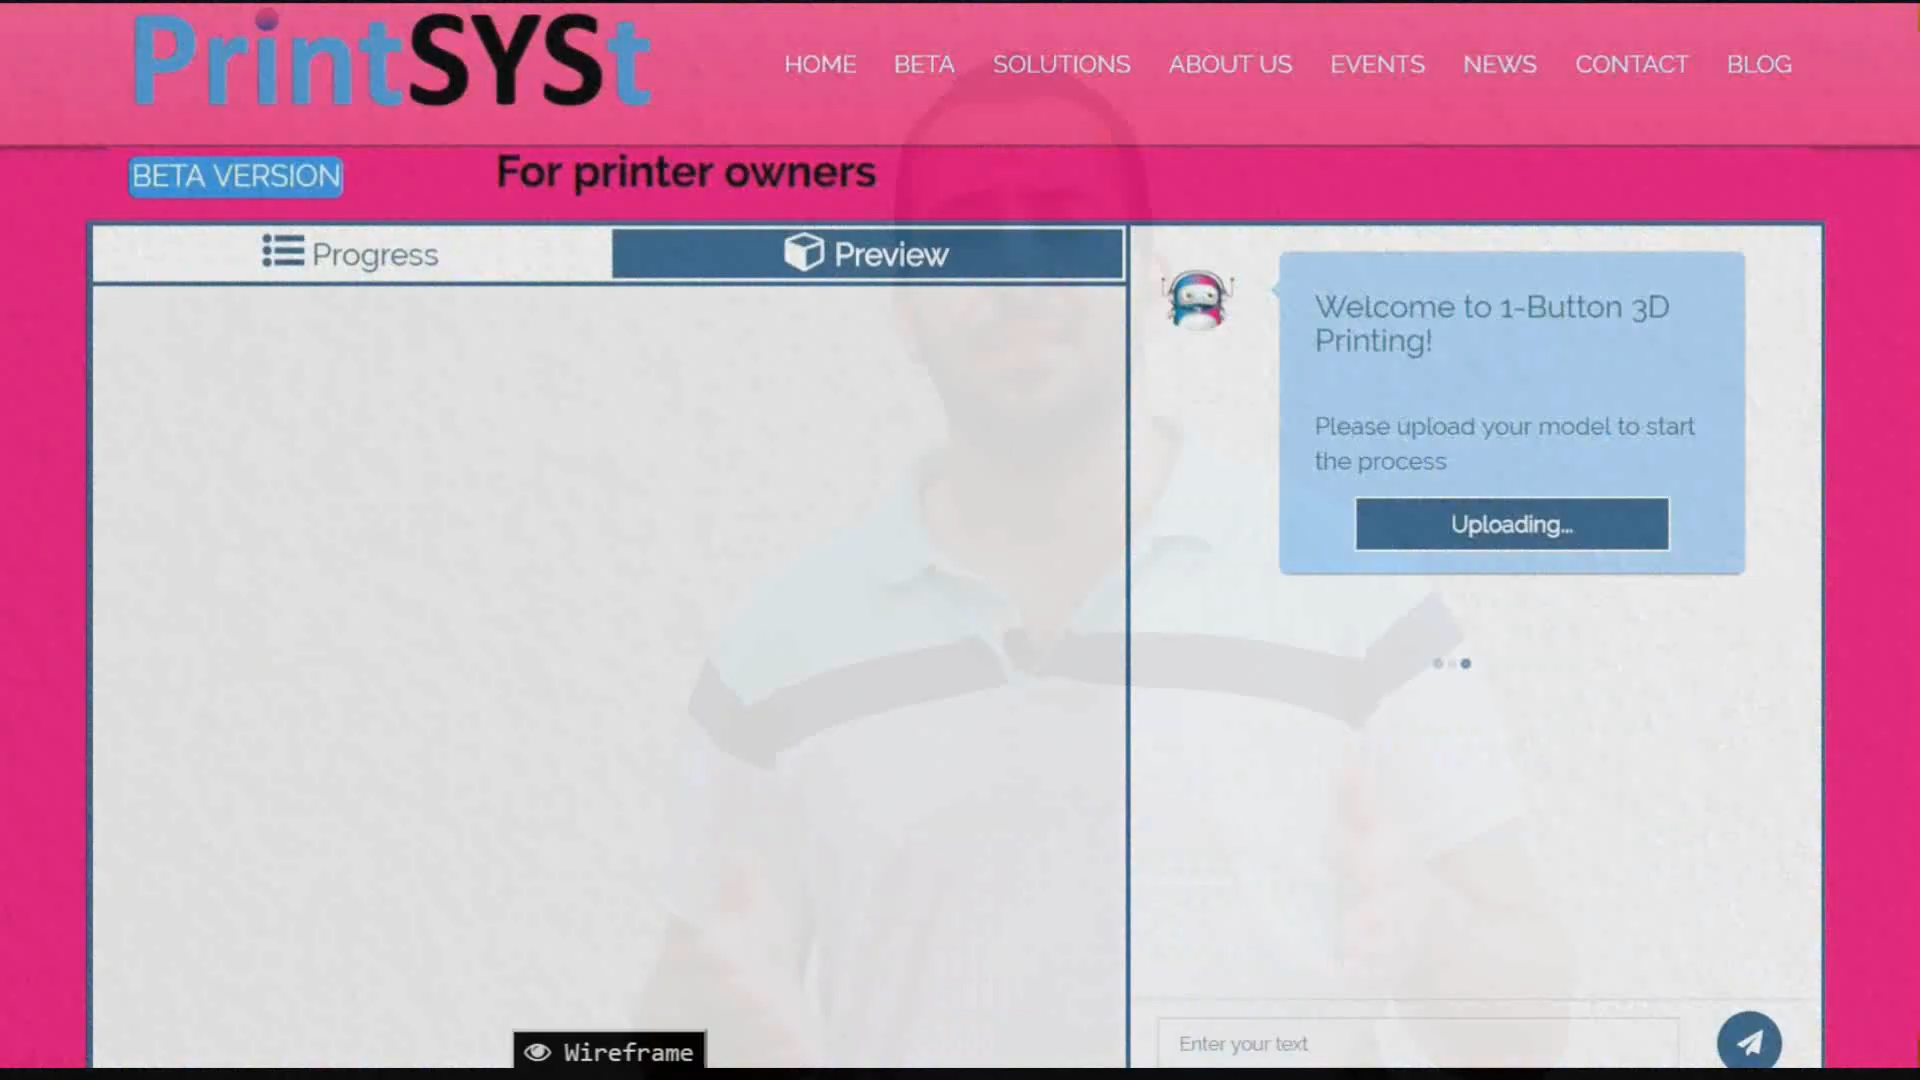 PrintSYSt
HOME BETA SOLUTIONS ABOUT US EVENTS NEWS CONTACT BLOG
BETA VERSION
For printer owners
Progress
Preview
Welcome to 1-Button 3D
Printing!
Please upload your model to start
the process
Uploading...
Wireframe
Enter your text